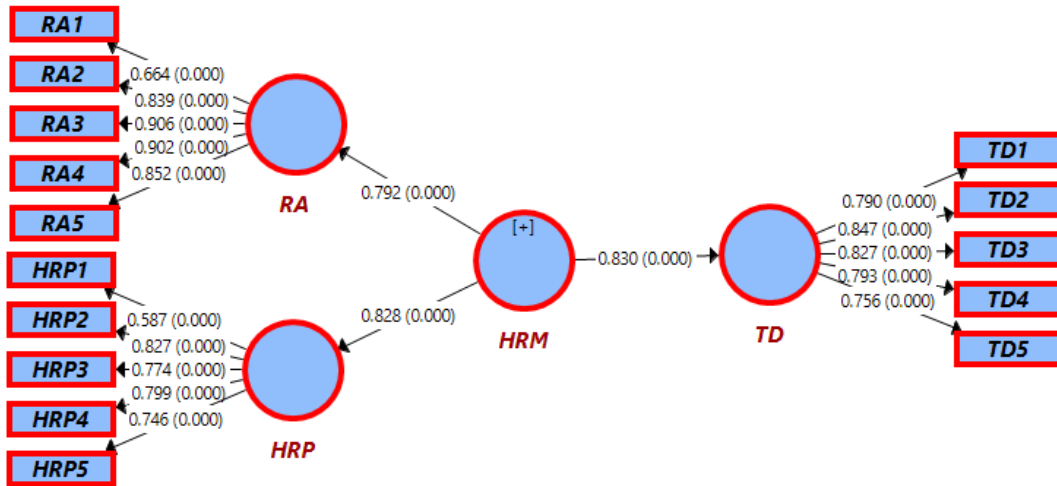 RA1
RA2
RA3
RA4
RA5
0.664 (0.000)
0.839 (0.000)
0.906 (0.000)
0.902 (0.000)
0.852 (0.000)
RA
0.792 (0.000)
HRP1
HRP2
HRP3
HRP4
HRP5
0.587 (0.000)
0.827 (0.000)
0.774 (0.000)
0.799 (0.000)
0.746 (0.000)
HRP
0.828 (0.000)
[+]
HRM
0.830 (0.000)
TD
0.790 (0.000)
0.847 (0.000)
0.827 (0.000)
0.793 (0.000)
0.756 (0.000)
TD1
TD2
TD3
TD4
TD5